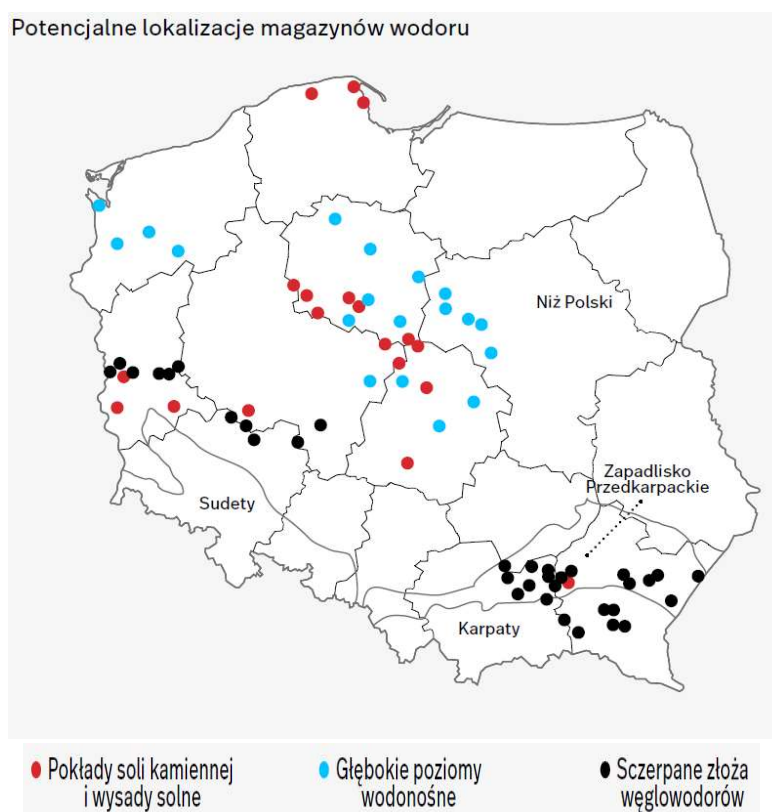 Potencjalne lokalizacje magazynów wodoru
Niż Polski
Zapadlisko
Przedkarpackie
Sudety
Karpaty
Pokłady soli kamiennej
i wysady solne
Głębokie poziomy
wodonośne
Sczerpane złoża
węglowodorów